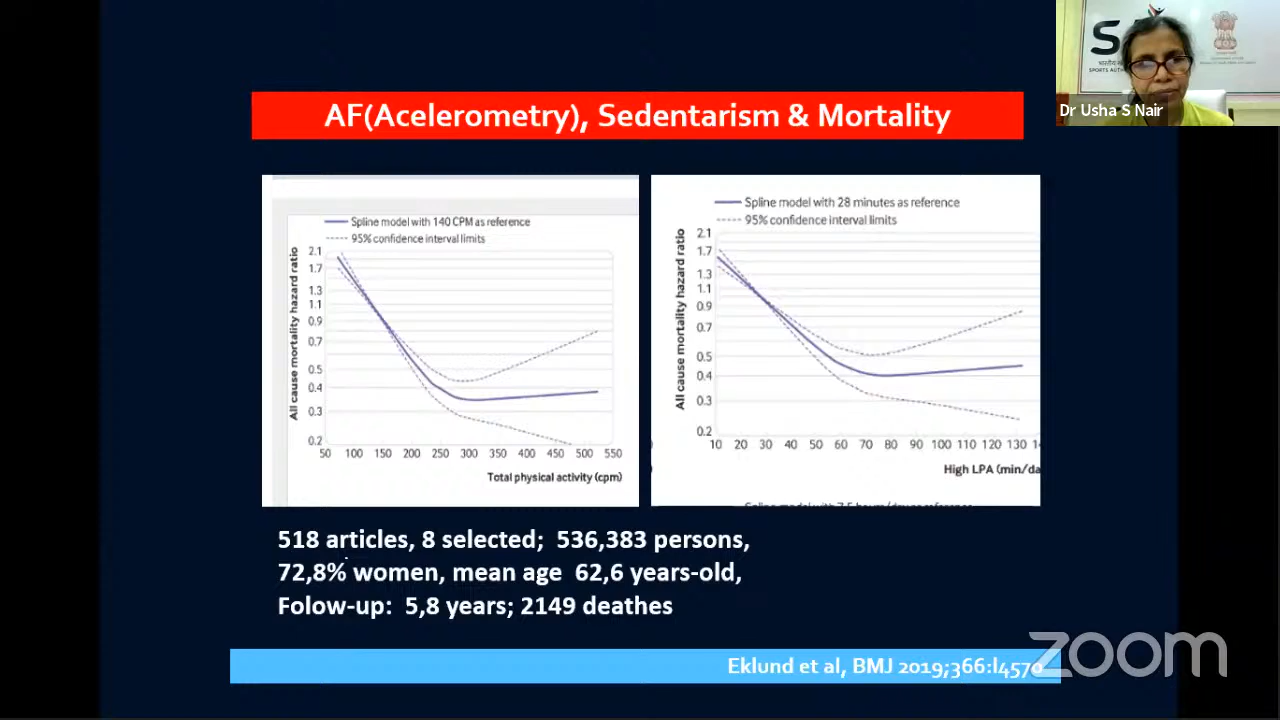 AF(Acelerometry), Sedentarism & Mortality
Dr Usha S Nair
Spline model with 140 CPM as reference
95% confidence interval limits
All cause mortality hazard ratio
2.1
1.7
1.3
1.1
0.9
0.7
0.5
0.4
0.3
0.2
50 100 150 200 250 300 350 400 450 500 550
Total physical activity (cpm)
Spline model with 28 minutes as reference
95% confidence interval limits
All cause mortality hazard ratio
2.1
1.7
1.3
1.1
0.9
0.7
0.5
0.4
0.3
0.2
10 20 30 40 50 60 70 80 90 100 110 120 130
High LPA (min/da
518 articles, 8 selected; 536,383 persons,
72,8% women, mean age 62,6 years-old,
Folow-up: 5,8 years; 2149 deathes
Eklund et al, BMJ 2019;366:l4570
zoom